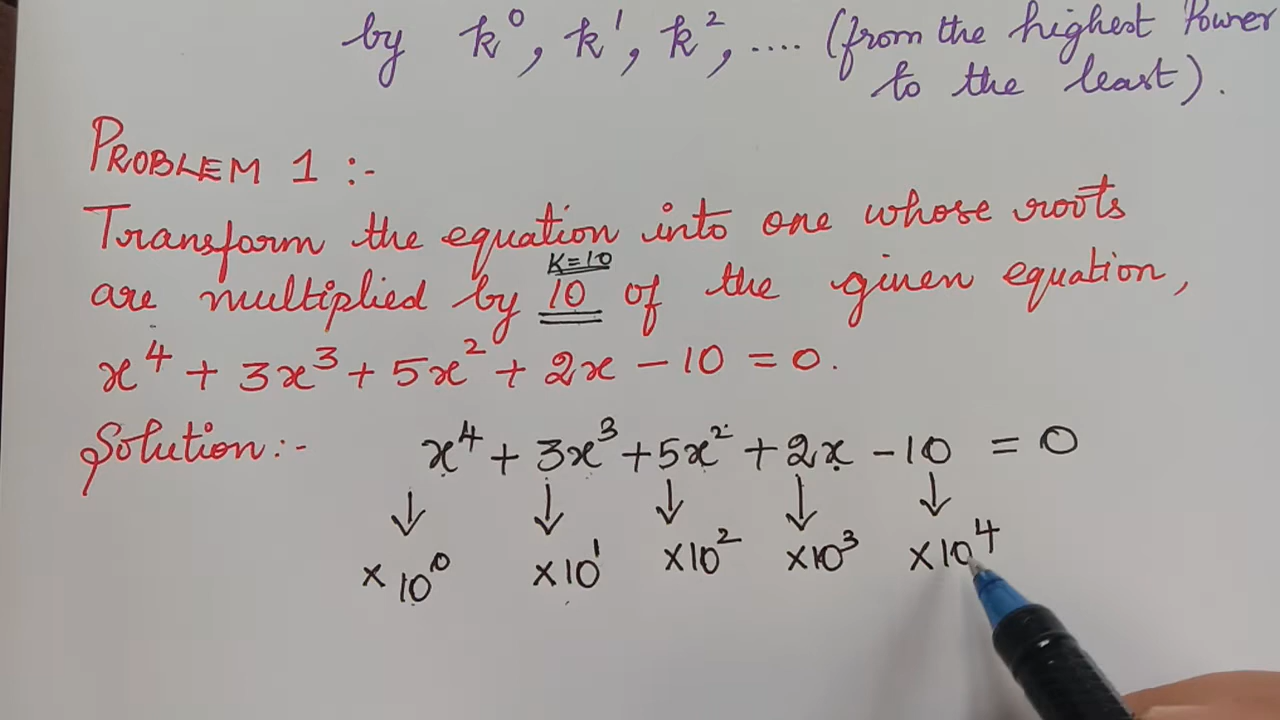 by k⁰, k¹, k², .... (from the highest Power
to the least).
PROBLEM 1 :-
Transform the equation into one whose roots
K=10
are multiplied by 10 of the given equation,
x⁴ + 3x³ + 5x² + 2x - 10 = 0.
Solution:- x⁴ + 3x³ + 5x² + 2x - 10 = 0
↓ ↓ ↓ ↓ ↓
×10⁰ ×10¹ ×10² ×10³ ×10⁴